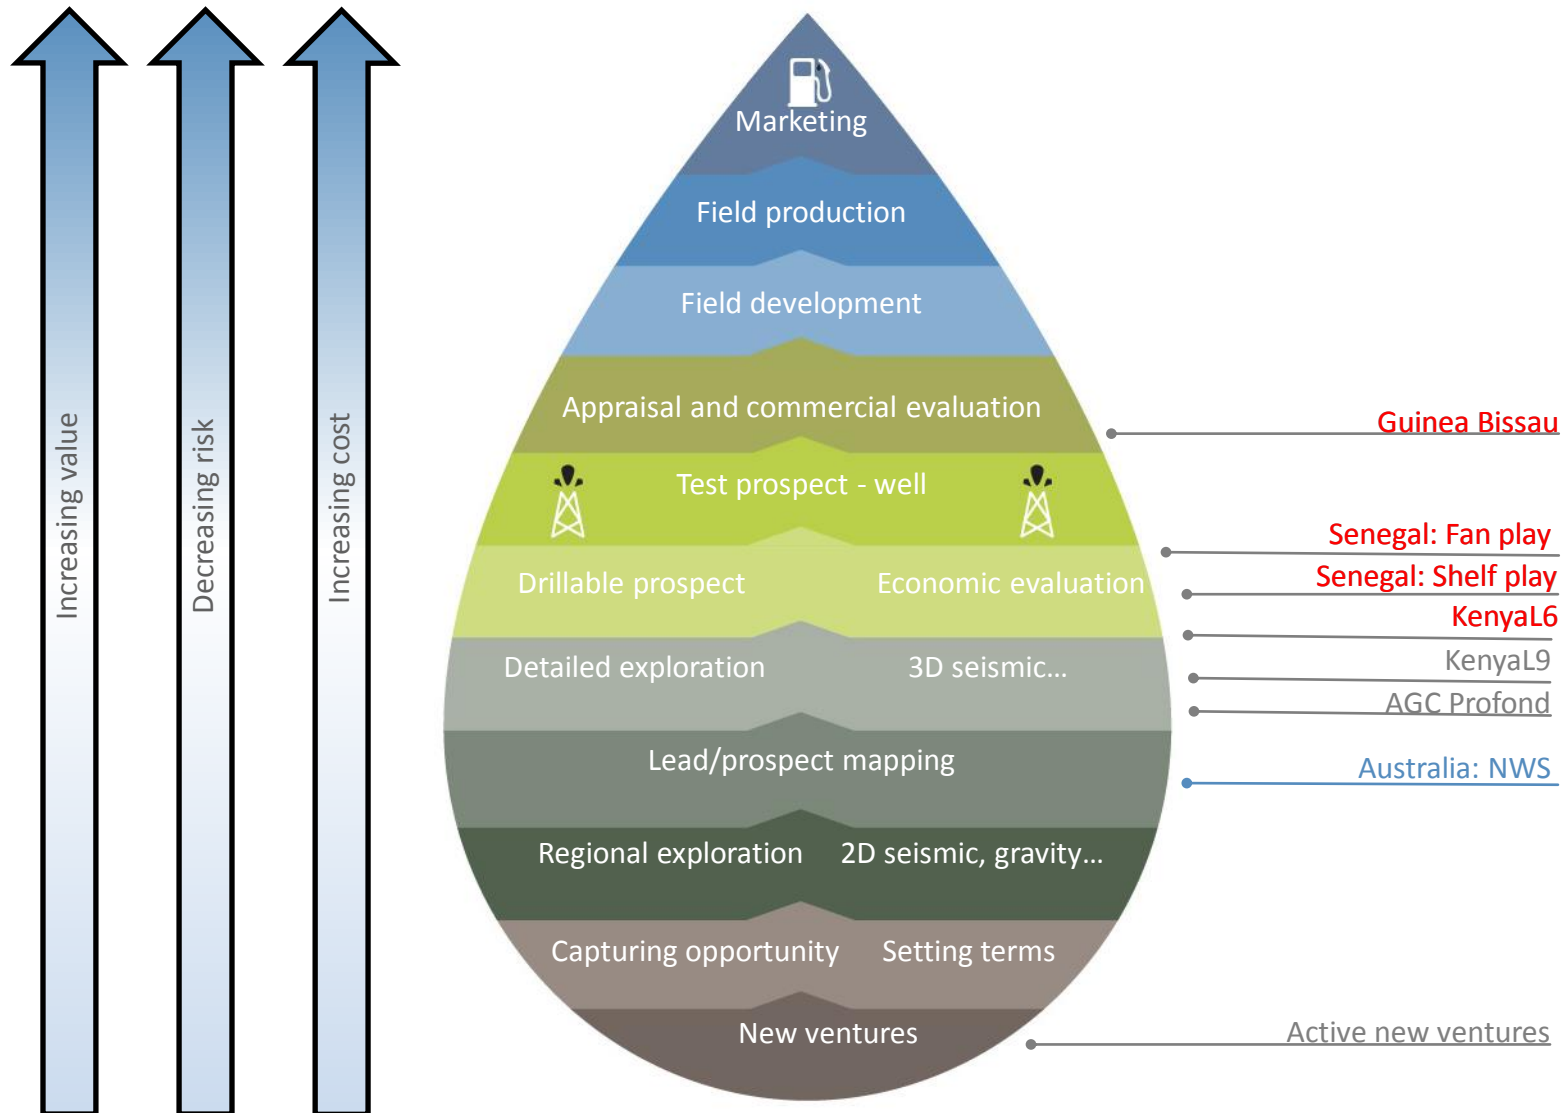 Increasing value
Decreasing risk
Increasing cost
Marketing
Field production
Field development
Appraisal and commercial evaluation
Guinea Bissau
Test prospect - well
Senegal: Fan play
Drillable prospect
Economic evaluation
Senegal: Shelf play
KenyaL6
Detailed exploration
3D seismic...
KenyaL9
AGC Profond
Lead/prospect mapping
Australia: NWS
Regional exploration
2D seismic, gravity...
Capturing opportunity
Setting terms
New ventures
Active new ventures